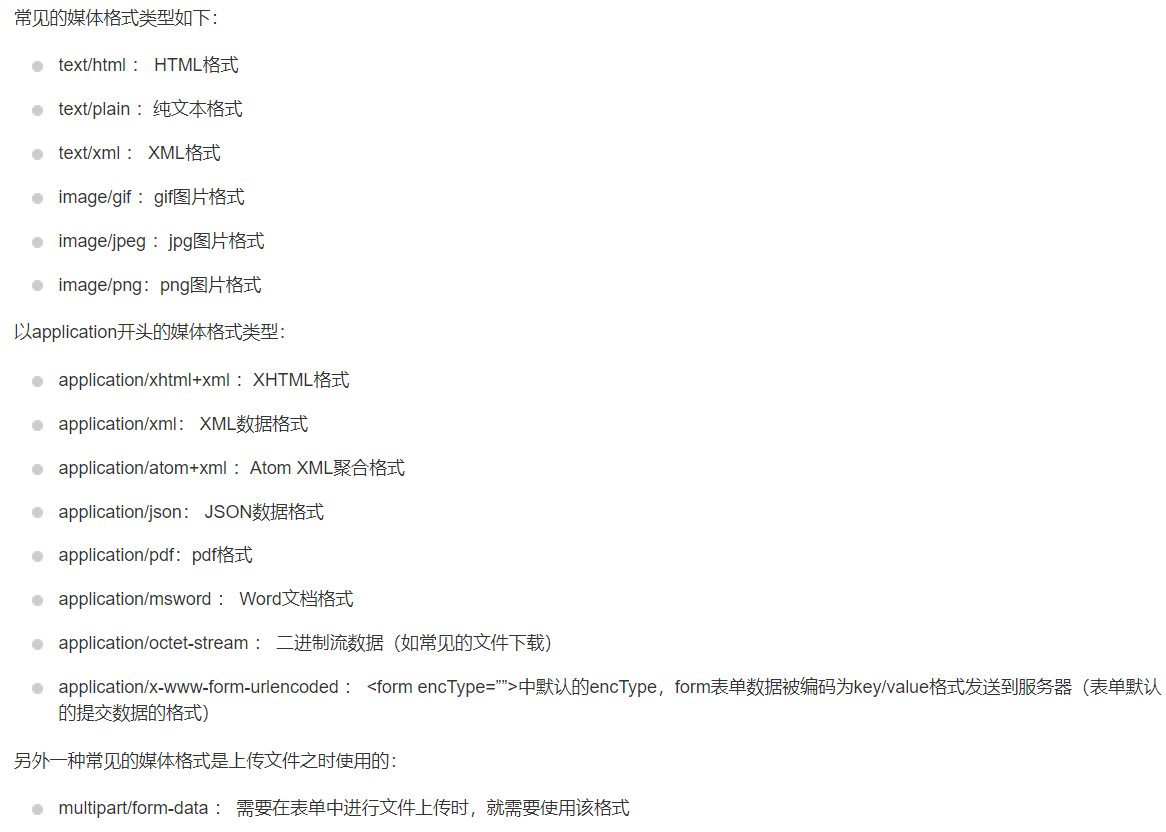 常见的媒体格式类型如下：
text/html ： HTML格式
text/plain ：纯文本格式
text/xml ： XML格式
image/gif ：gif图片格式
image/jpeg ：jpg图片格式
image/png：png图片格式
以application开头的媒体格式类型：
application/xhtml+xml ：XHTML格式
application/xml： XML数据格式
application/atom+xml ：Atom XML聚合格式
application/json： JSON数据格式
application/pdf：pdf格式
application/msword ： Word文档格式
application/octet-stream ： 二进制流数据（如常见的文件下载）
application/x-www-form-urlencoded ： <form encType=””>中默认的encType，form表单数据被编码为key/value格式发送到服务器（表单默认
的提交数据的格式）
另外一种常见的媒体格式是上传文件之时使用的：
multipart/form-data ： 需要在表单中进行文件上传时，就需要使用该格式